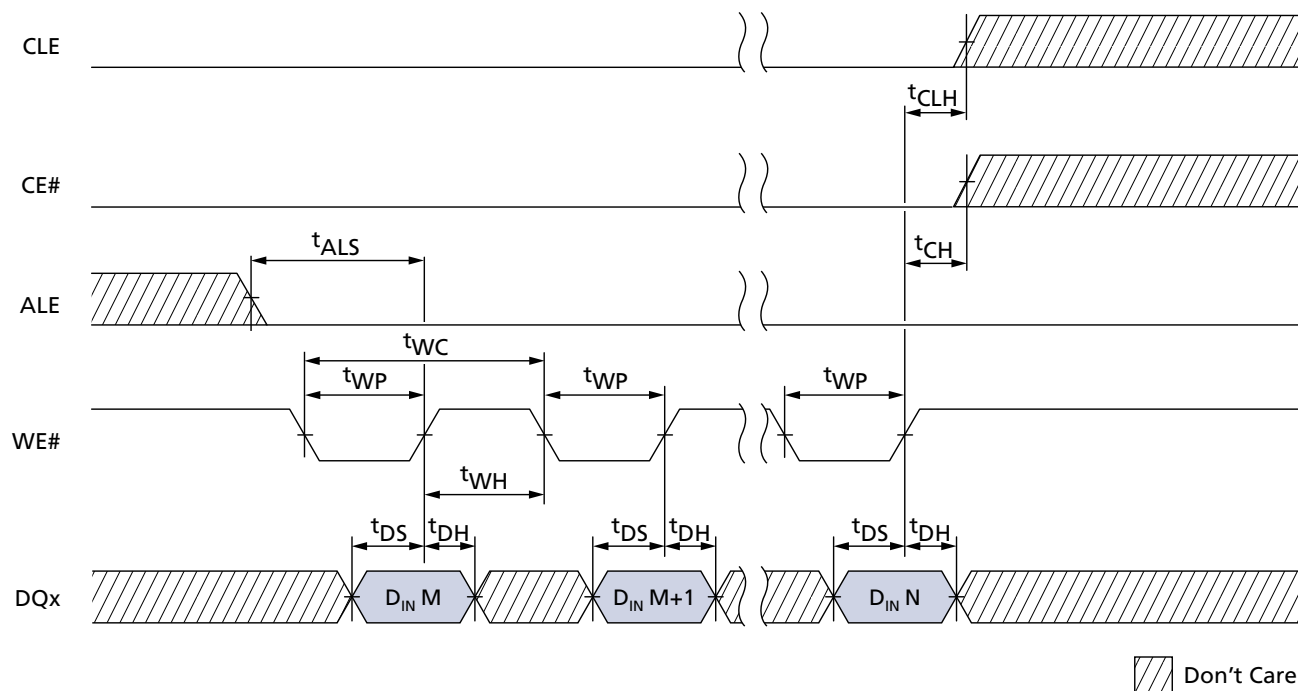 CLE
tCLH
CE#
tCH
tALS
ALE
tWC
tWP tWP tWP
WE#
tWH
tDS tDH tDS tDH tDS tDH
DQx DIN M DIN M+1 DIN N
Don't Care